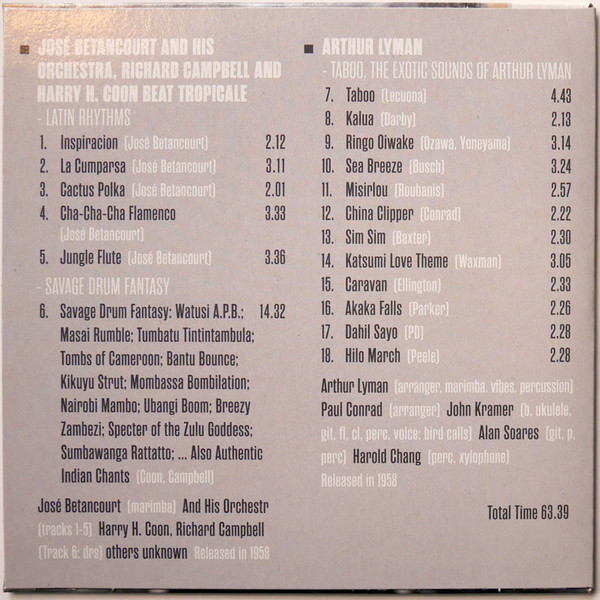 JOSÉ BETANCOURT AND HIS
ORCHESTRA, RICHARD CAMPBELL AND
HARRY H. COON BEAT TROPICALE
- LATIN RHYTHMS
1. Inspiracion (José Betancourt) 2.12
2. La Cumparsa (José Betancourt) 3.11
3. Cactus Polka (José Betancourt) 2.01
4. Cha-Cha-Cha Flamenco 3.33
(José Betancourt)
5. Jungle Flute (José Betancourt) 3.36
- SAVAGE DRUM FANTASY
6. Savage Drum Fantasy: Watusi A.P.B.; 14.32
Masai Rumble; Tumbatu Tintintambula;
Tombs of Cameroon; Bantu Bounce;
Kikuyu Strut; Mombassa Bombilation;
Nairobi Mambo; Ubangi Boom; Breezy
Zambezi; Specter of the Zulu Goddess;
Sumbawanga Rattatto; ... Also Authentic
Indian Chants (Coon, Campbell)
José Betancourt (marimba) And His Orchestr
(tracks 1-5) Harry H. Coon, Richard Campbell
(Track 6: drs) others unknown Released in 1958
ARTHUR LYMAN
- TABOO, THE EXOTIC SOUNDS OF ARTHUR LYMAN
7. Taboo (Lecuona) 4.43
8. Kalua (Darby) 2.13
9. Ringo Oiwake (Ozawa, Yoneyama) 3.14
10. Sea Breeze (Busch) 3.24
11. Misirlou (Roubanis) 2.57
12. China Clipper (Conrad) 2.22
13. Sim Sim (Baxter) 2.30
14. Katsumi Love Theme (Waxman) 3.05
15. Caravan (Ellington) 2.33
16. Akaka Falls (Parker) 2.26
17. Dahil Sayo (PD) 2.28
18. Hilo March (Peele) 2.28
Arthur Lyman (arranger, marimba, vibes, percussion)
Paul Conrad (arranger) John Kramer (b, ukulele,
git, fl, cl, perc, voice: bird calls) Alan Soares (git, p,
perc) Harold Chang (perc, xylophone)
Released in 1958
Total Time 63.39